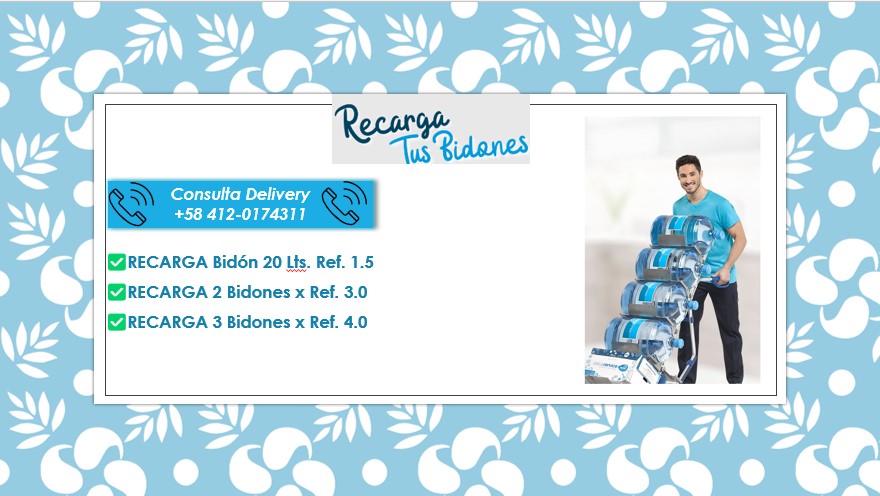 Recarga
Tus Bidones
Consulta Delivery
+58 412-0174311
RECARGA Bidón 20 Lts. Ref. 1.5
RECARGA 2 Bidones x Ref. 3.0
RECARGA 3 Bidones x Ref. 4.0